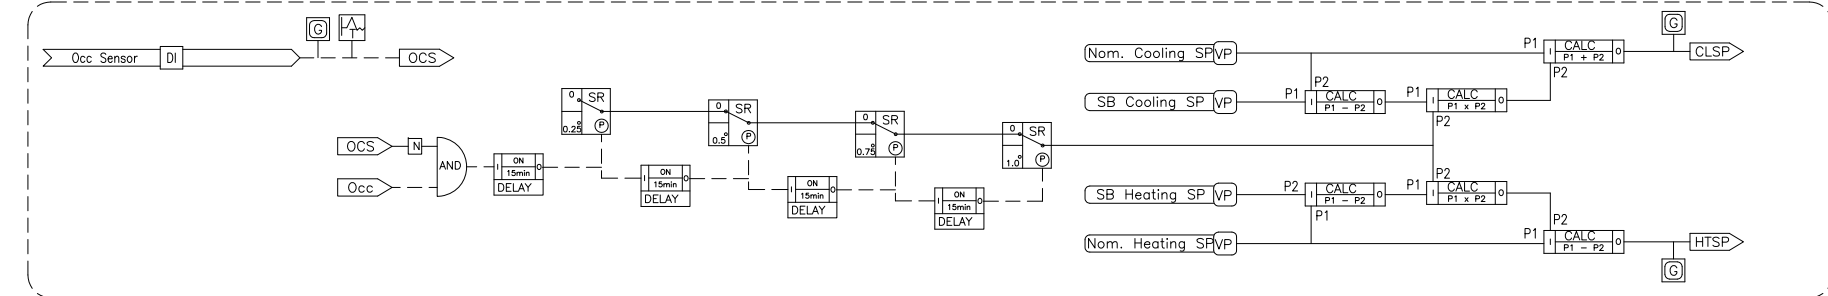 Occ Sensor DI
G
OCS
OCS N
Occ
AND
I ON O
15min
DELAY
0 SR
0.25 P
I ON O
15min
DELAY
0 SR
0.5 P
I ON O
15min
DELAY
0 SR
0.75 P
I ON O
15min
DELAY
0 SR
1.0 P
Nom. Cooling SP VP
SB Cooling SP VP
P1
P2
I CALC O
P1 - P2
P1
I CALC O
P1 x P2
P2
P1
I CALC O
P1 + P2
P2
G
CLSP
SB Heating SP VP
Nom. Heating SP VP
P2
I CALC O
P1 - P2
P1
P1
P2
I CALC O
P1 x P2
P1
P2
I CALC O
P1 - P2
G
HTSP